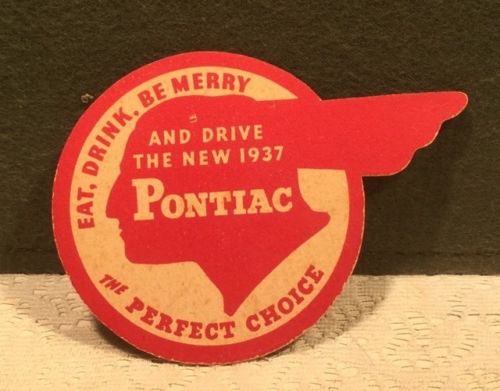 EAT, DRINK, BE MERRY
AND DRIVE
THE NEW 1937
PONTIAC
THE PERFECT CHOICE